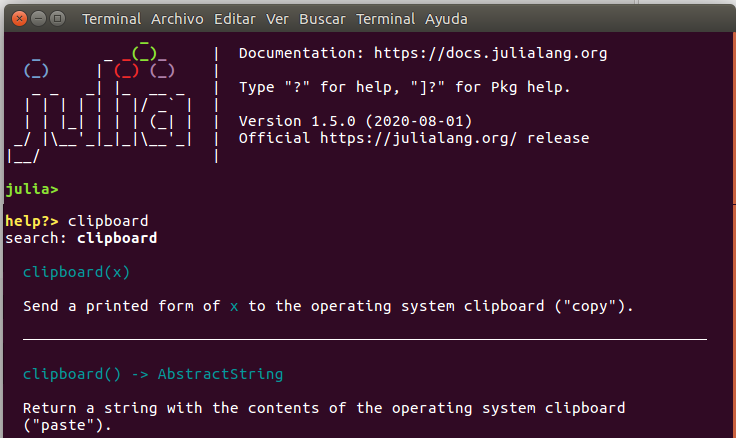 Terminal Archivo Editar Ver Buscar Terminal Ayuda
               _
   _       _ _(_)_     |  Documentation: https://docs.julialang.org
  (_)     | (_) (_)    |
   _ _   _| |_  __ _   |  Type "?" for help, "]?" for Pkg help.
  | | | | | | |/ _` |  |
  | | |_| | | | (_| |  |  Version 1.5.0 (2020-08-01)
 _/ |\__'_|_|_|\__'_|  |  Official https://julialang.org/ release
|__/                   |
julia>
help?> clipboard
search: clipboard
clipboard(x)
Send a printed form of x to the operating system clipboard ("copy").
clipboard() -> AbstractString
Return a string with the contents of the operating system clipboard
("paste").